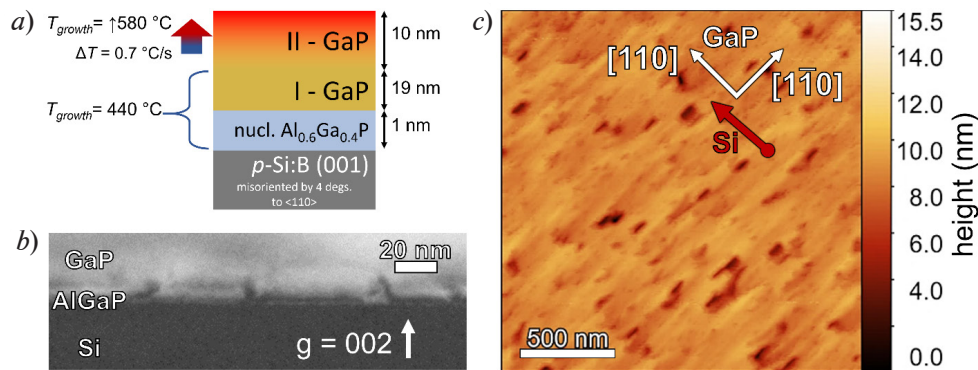 a)
T_growth = ↑580 °C
ΔT = 0.7 °C/s
T_growth = 440 °C
II - GaP
10 nm
I - GaP
19 nm
nucl. Al₀.₆Ga₀.₄P
1 nm
p-Si:B (001)
misoriented by 4 degs.
to <110>
b)
20 nm
GaP
AlGaP
Si
g = 002
c)
GaP
[110]
[11̅0]
Si
500 nm
15.5
14.0
12.0
10.0
8.0
6.0
4.0
2.0
0.0
height (nm)